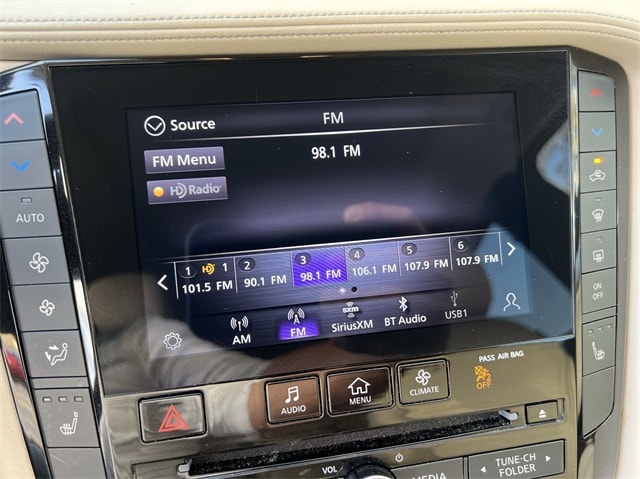 Source
FM
FM Menu
98.1 FM
HD Radio
1 HD 1
101.5 FM
2
90.1 FM
3
98.1 FM
4
106.1 FM
5
107.9 FM
6
107.9 FM
AM
FM
sxm
SiriusXM
BT Audio
USB1
AUTO
ON
OFF
PASS AIR BAG
OFF
AUDIO
MENU
CLIMATE
VOL
MEDIA
TUNE·CH
FOLDER